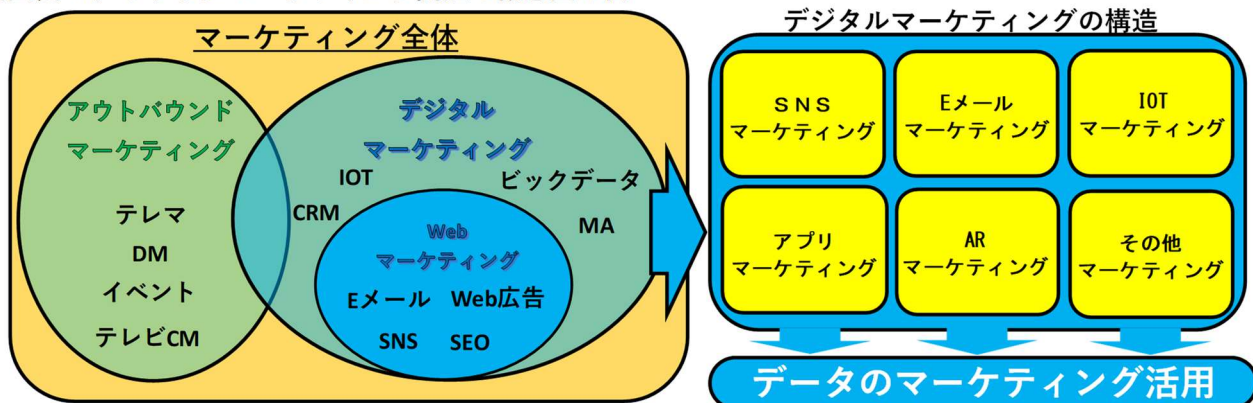 マーケティング全体
アウトバウンド
マーケティング
テレマ
DM
イベント
テレビCM
デジタル
マーケティング
IOT
ビックデータ
CRM
MA
Web
マーケティング
Eメール Web広告
SNS SEO
デジタルマーケティングの構造
SNS
マーケティング
Eメール
マーケティング
IOT
マーケティング
アプリ
マーケティング
AR
マーケティング
その他
マーケティング
データのマーケティング活用